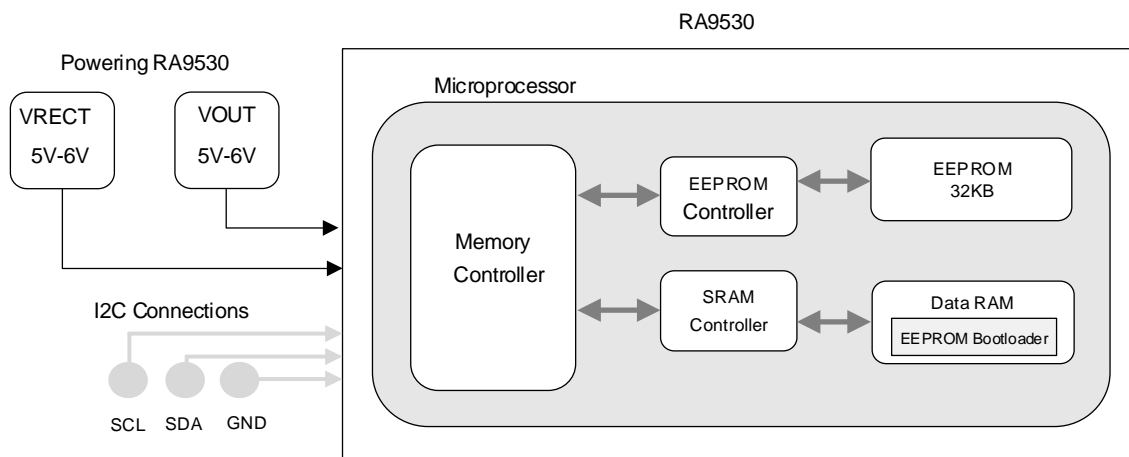 RA9530
Powering RA9530
VRECT
5V-6V
VOUT
5V-6V
I2C Connections
SCL
SDA
GND
Microprocessor
Memory
Controller
EEPROM
Controller
EEPROM
32KB
SRAM
Controller
Data RAM
EEPROM Bootloader